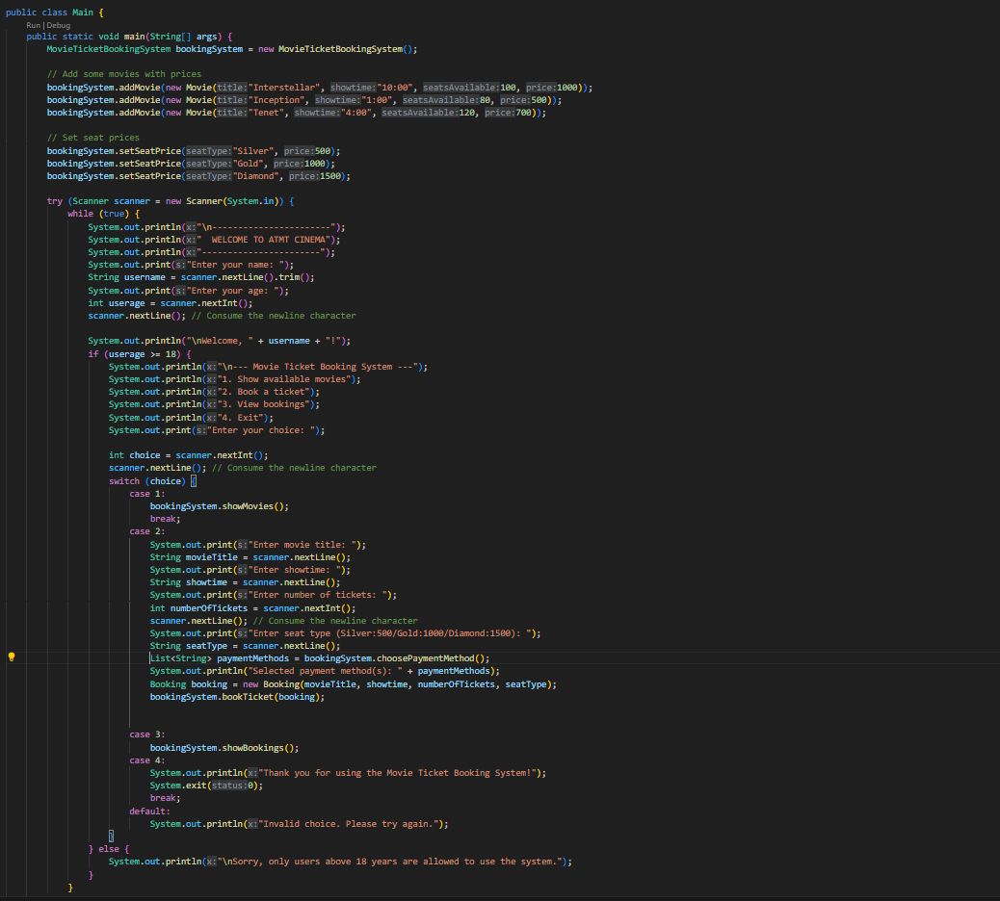 public class Main {
Run | Debug
public static void main(String[] args) {
MovieTicketBookingSystem bookingSystem = new MovieTicketBookingSystem();
// Add some movies with prices
bookingSystem.addMovie(new Movie(title:"Interstellar", showtime:"10:00", seatsAvailable:100, price:1000));
bookingSystem.addMovie(new Movie(title:"Inception", showtime:"1:00", seatsAvailable:80, price:500));
bookingSystem.addMovie(new Movie(title:"Tenet", showtime:"4:00", seatsAvailable:120, price:700));
// Set seat prices
bookingSystem.setSeatPrice(seatType:"Silver", price:500);
bookingSystem.setSeatPrice(seatType:"Gold", price:1000);
bookingSystem.setSeatPrice(seatType:"Diamond", price:1500);
try (Scanner scanner = new Scanner(System.in)) {
while (true) {
System.out.println(x:"\n-----------------------");
System.out.println(x:"  WELCOME TO ATMT CINEMA");
System.out.println(x:"-----------------------");
System.out.print(s:"Enter your name: ");
String username = scanner.nextLine().trim();
System.out.print(s:"Enter your age: ");
int userage = scanner.nextInt();
scanner.nextLine(); // Consume the newline character
System.out.println("\nWelcome, " + username + "!");
if (userage >= 18) {
System.out.println(x:"\n--- Movie Ticket Booking System ---");
System.out.println(x:"1. Show available movies");
System.out.println(x:"2. Book a ticket");
System.out.println(x:"3. View bookings");
System.out.println(x:"4. Exit");
System.out.print(s:"Enter your choice: ");
int choice = scanner.nextInt();
scanner.nextLine(); // Consume the newline character
switch (choice) {
case 1:
bookingSystem.showMovies();
break;
case 2:
System.out.print(s:"Enter movie title: ");
String movieTitle = scanner.nextLine();
System.out.print(s:"Enter showtime: ");
String showtime = scanner.nextLine();
System.out.print(s:"Enter number of tickets: ");
int numberOfTickets = scanner.nextInt();
scanner.nextLine(); // Consume the newline character
System.out.print(s:"Enter seat type (Silver:500/Gold:1000/Diamond:1500): ");
String seatType = scanner.nextLine();
List<String> paymentMethods = bookingSystem.choosePaymentMethod();
System.out.println("Selected payment method(s): " + paymentMethods);
Booking booking = new Booking(movieTitle, showtime, numberOfTickets, seatType);
bookingSystem.bookTicket(booking);
case 3:
bookingSystem.showBookings();
case 4:
System.out.println(x:"Thank you for using the Movie Ticket Booking System!");
System.exit(status:0);
break;
default:
System.out.println(x:"Invalid choice. Please try again.");
}
} else {
System.out.println(x:"\nSorry, only users above 18 years are allowed to use the system.");
}
}